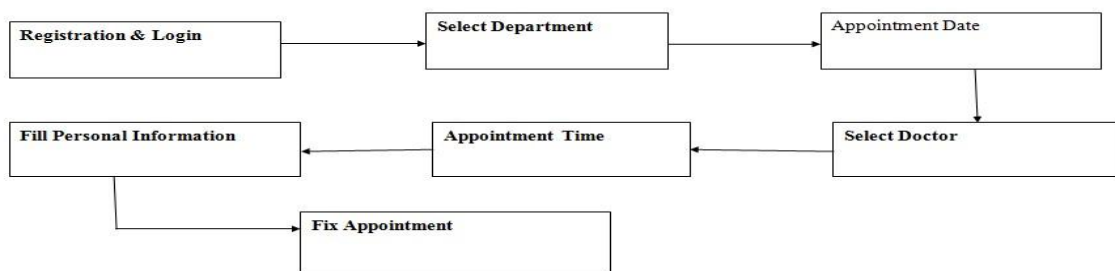 Registration & Login
Select Department
Appointment Date
Select Doctor
Appointment Time
Fill Personal Information
Fix Appointment